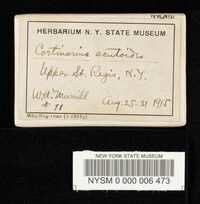 HERBARIUM N. Y. STATE MUSEUM
Cortinarius acutoides
Upper St. Regis, N.Y.
W.A. Murrill Aug. 25-31 1915
# 71
NEW YORK STATE MUSEUM
NYSM 0 000 006 473